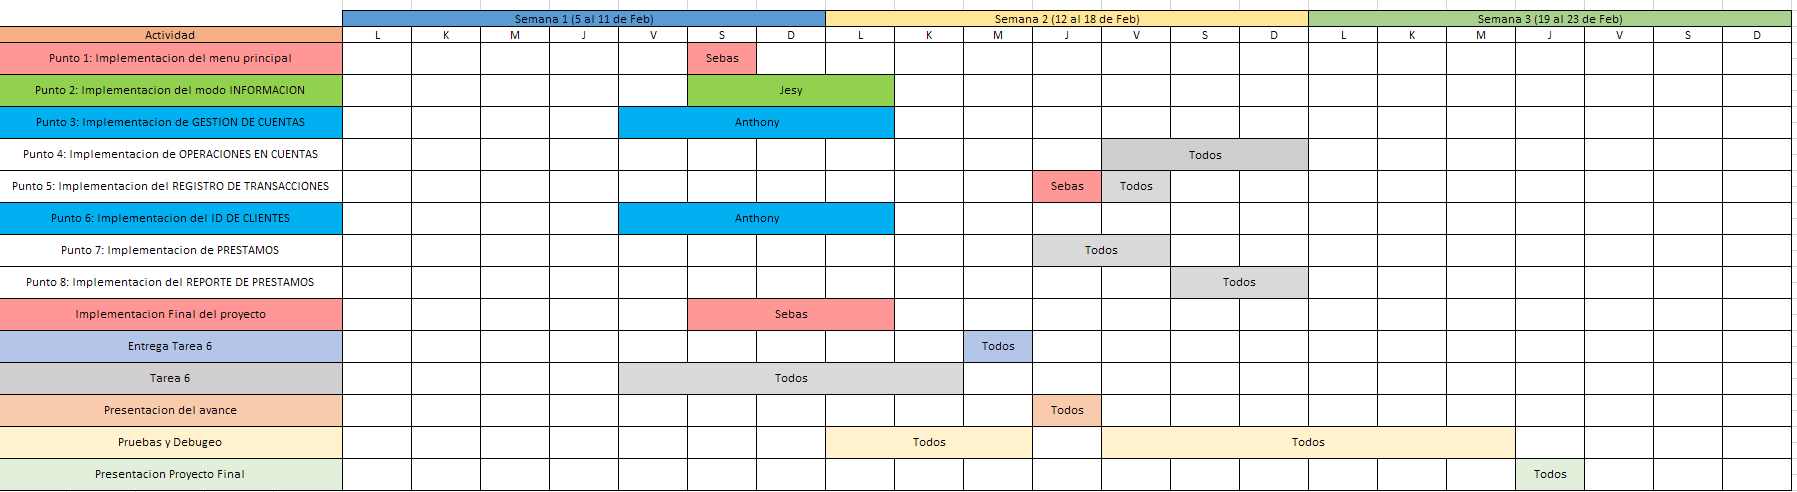 Semana 1 (5 al 11 de Feb) Semana 2 (12 al 18 de Feb) Semana 3 (19 al 23 de Feb)
Actividad L K M J V S D L K M J V S D L K M J V S D
Punto 1: Implementacion del menu principal Sebas
Punto 2: Implementacion del modo INFORMACION Jesy
Punto 3: Implementacion de GESTION DE CUENTAS Anthony
Punto 4: Implementacion de OPERACIONES EN CUENTAS Todos
Punto 5: Implementacion del REGISTRO DE TRANSACCIONES Sebas Todos
Punto 6: Implementacion del ID DE CLIENTES Anthony
Punto 7: Implementacion de PRESTAMOS Todos
Punto 8: Implementacion del REPORTE DE PRESTAMOS Todos
Implementacion Final del proyecto Sebas
Entrega Tarea 6 Todos
Tarea 6 Todos
Presentacion del avance Todos
Pruebas y Debugeo Todos Todos
Presentacion Proyecto Final Todos